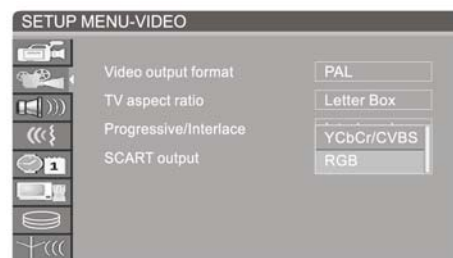 SETUP MENU-VIDEO
Video output format PAL
TV aspect ratio Letter Box
Progressive/Interlace
YCbCr/CVBS
SCART output RGB
1